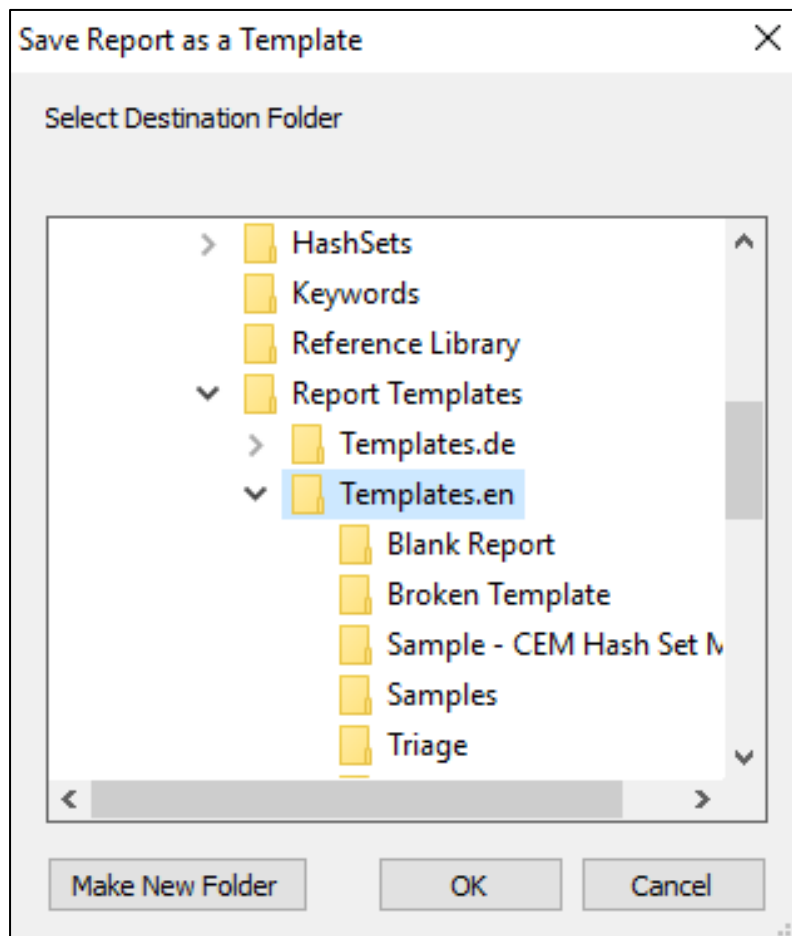 Save Report as a Template
Select Destination Folder
HashSets
Keywords
Reference Library
Report Templates
Templates.de
Templates.en
Blank Report
Broken Template
Sample - CEM Hash Set
Samples
Triage
Make New Folder
OK
Cancel